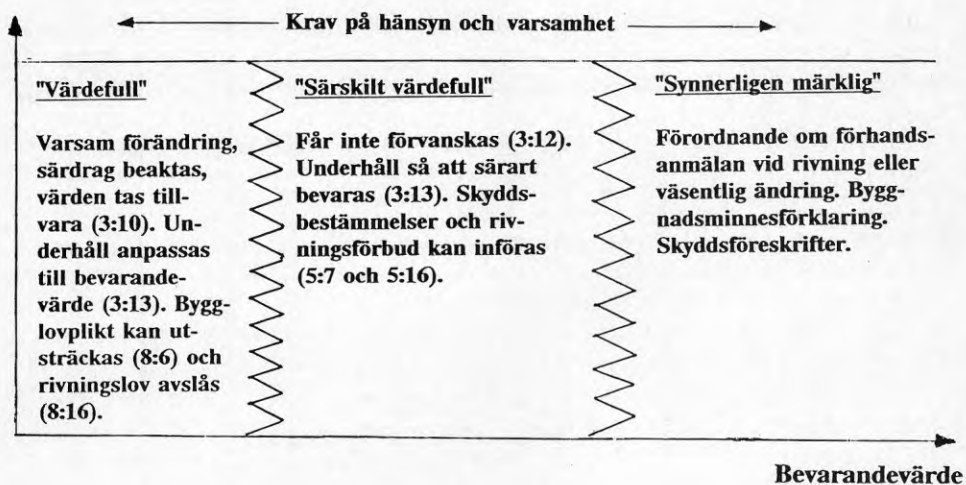 Krav på hänsyn och varsamhet
"Värdefull"
Varsam förändring,
särdrag beaktas,
värden tas till-
vara (3:10). Un-
derhåll anpassas
till bevarande-
värde (3:13). Bygg-
lovplikt kan ut-
sträckas (8:6) och
rivningslov avslås
(8:16).
"Särskilt värdefull"
Får inte förvanskas (3:12).
Underhåll så att särart
bevaras (3:13). Skydds-
bestämmelser och riv-
ningsförbud kan införas
(5:7 och 5:16).
"Synnerligen märklig"
Förordnande om förhands-
anmälan vid rivning eller
väsentlig ändring. Bygg-
nadsminnesförklaring.
Skyddsföreskrifter.
Bevarandevärde